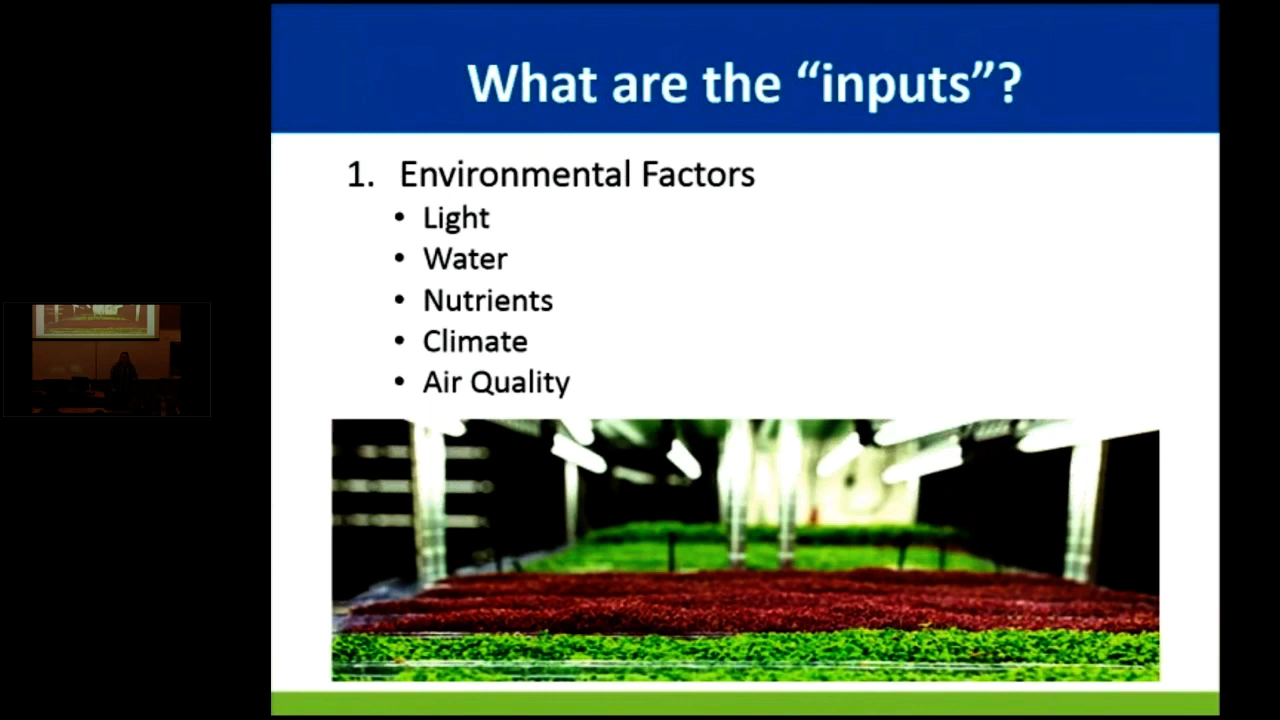 What are the “inputs”?
1. Environmental Factors
• Light
• Water
• Nutrients
• Climate
• Air Quality